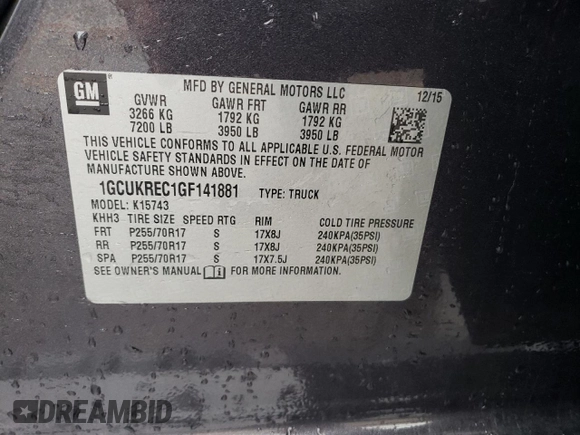 GM
MFD BY GENERAL MOTORS LLC
12/15
GVWR GAWR FRT GAWR RR
3266 KG 1792 KG 1792 KG
7200 LB 3950 LB 3950 LB
THIS VEHICLE CONFORMS TO ALL APPLICABLE U.S. FEDERAL MOTOR
VEHICLE SAFETY STANDARDS IN EFFECT ON THE DATE OF
MANUFACTURE SHOWN ABOVE.
1GCUKREC1GF141881 TYPE: TRUCK
MODEL: K15743
KHH3 TIRE SIZE SPEED RTG RIM COLD TIRE PRESSURE
FRT P255/70R17 S 17X8J 240KPA(35PSI)
RR P255/70R17 S 17X8J 240KPA(35PSI)
SPA P255/70R17 S 17X7.5J 240KPA(35PSI)
SEE OWNER'S MANUAL FOR MORE INFORMATION
DREAMBID